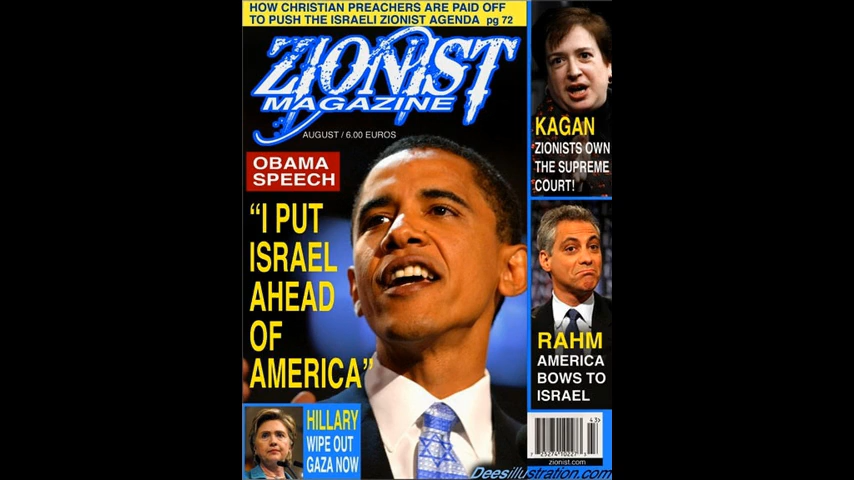 HOW CHRISTIAN PREACHERS ARE PAID OFF
TO PUSH THE ISRAELI ZIONIST AGENDA pg 72
ZIONIST
MAGAZINE
AUGUST / 6.00 EUROS
OBAMA
SPEECH
“I PUT
ISRAEL
AHEAD
OF
AMERICA”
HILLARY
WIPE OUT
GAZA NOW
KAGAN
ZIONISTS OWN
THE SUPREME
COURT!
RAHM
AMERICA
BOWS TO
ISRAEL
zionist.com
Deesillustration.com